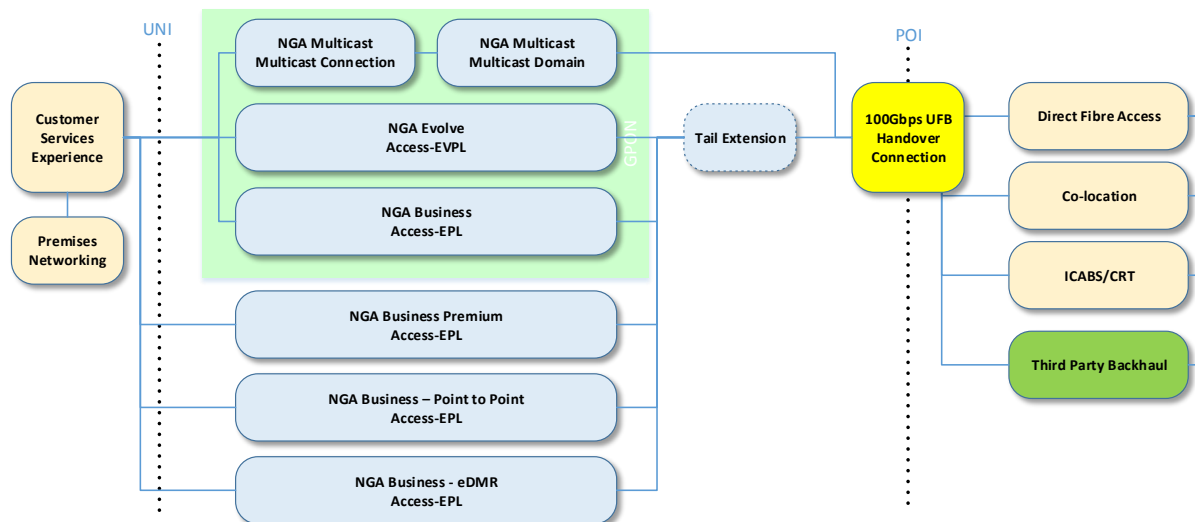 UNI
POI
NGA Multicast
Multicast Connection
NGA Multicast
Multicast Domain
Customer
Services
Experience
Premises
Networking
NGA Evolve
Access-EVPL
GPON
NGA Business
Access-EPL
NGA Business Premium
Access-EPL
NGA Business – Point to Point
Access-EPL
NGA Business - eDMR
Access-EPL
Tail Extension
100Gbps UFB
Handover
Connection
Direct Fibre Access
Co-location
ICABS/CRT
Third Party Backhaul